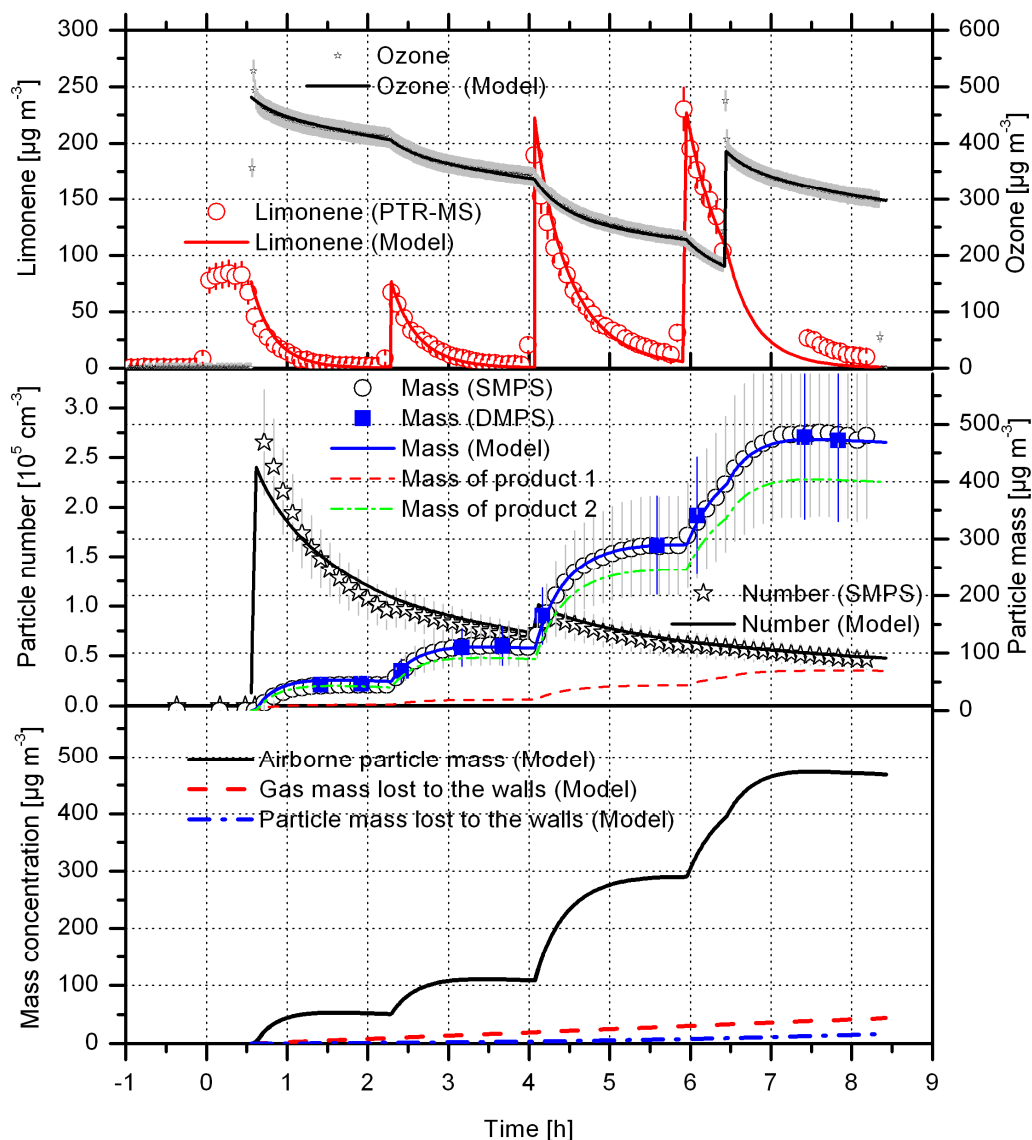 300
250
200
150
100
50
0
Limonene [µg m⁻³]
600
500
400
300
200
100
0
Ozone [µg m⁻³]
Ozone
Ozone (Model)
Limonene (PTR-MS)
Limonene (Model)
3.0
2.5
2.0
1.5
1.0
0.5
0.0
Particle number [10⁵ cm⁻³]
500
400
300
200
100
0
Particle mass [µg m⁻³]
Mass (SMPS)
Mass (DMPS)
Mass (Model)
Mass of product 1
Mass of product 2
Number (SMPS)
Number (Model)
500
400
300
200
100
0
Mass concentration [µg m⁻³]
Airborne particle mass (Model)
Gas mass lost to the walls (Model)
Particle mass lost to the walls (Model)
-1 0 1 2 3 4 5 6 7 8 9
Time [h]